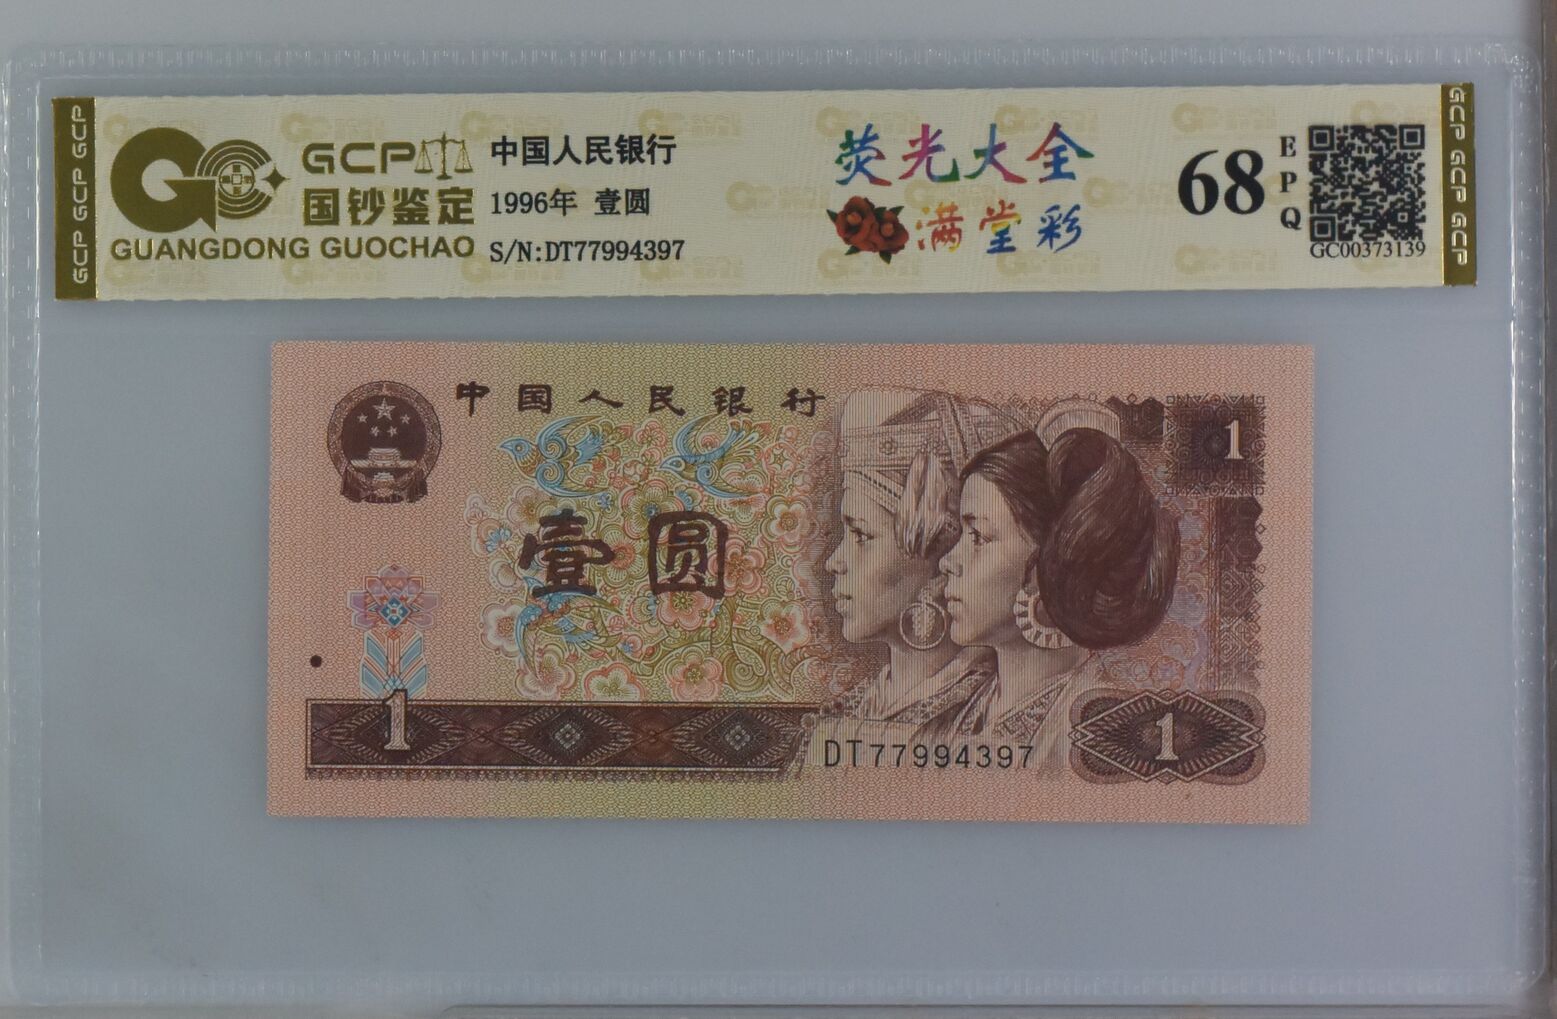 GCP GCP GCP
GCP
国钞鉴定
GUANGDONG GUOCHAO
中国人民银行
1996年 壹圆
S/N:DT77994397
荧光大全
满堂彩
68
EPQ
GC00373139
GCP GCP GCP
中国人民银行
1
壹圆
1
DT77994397
1